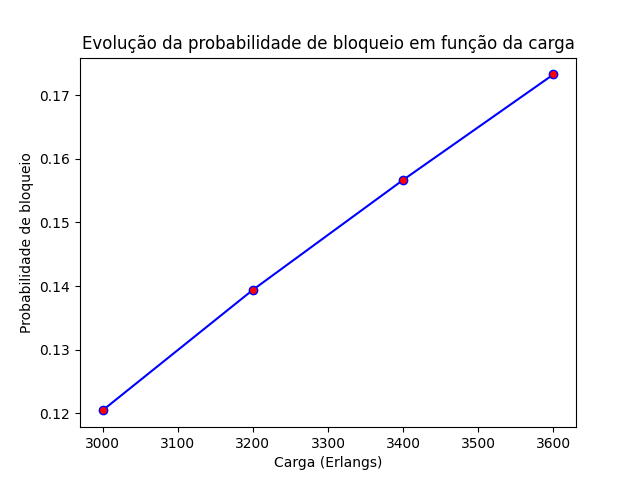 Evolução da probabilidade de bloqueio em função da carga
0.17
0.16
0.15
0.14
0.13
0.12
Probabilidade de bloqueio
3000 3100 3200 3300 3400 3500 3600
Carga (Erlangs)